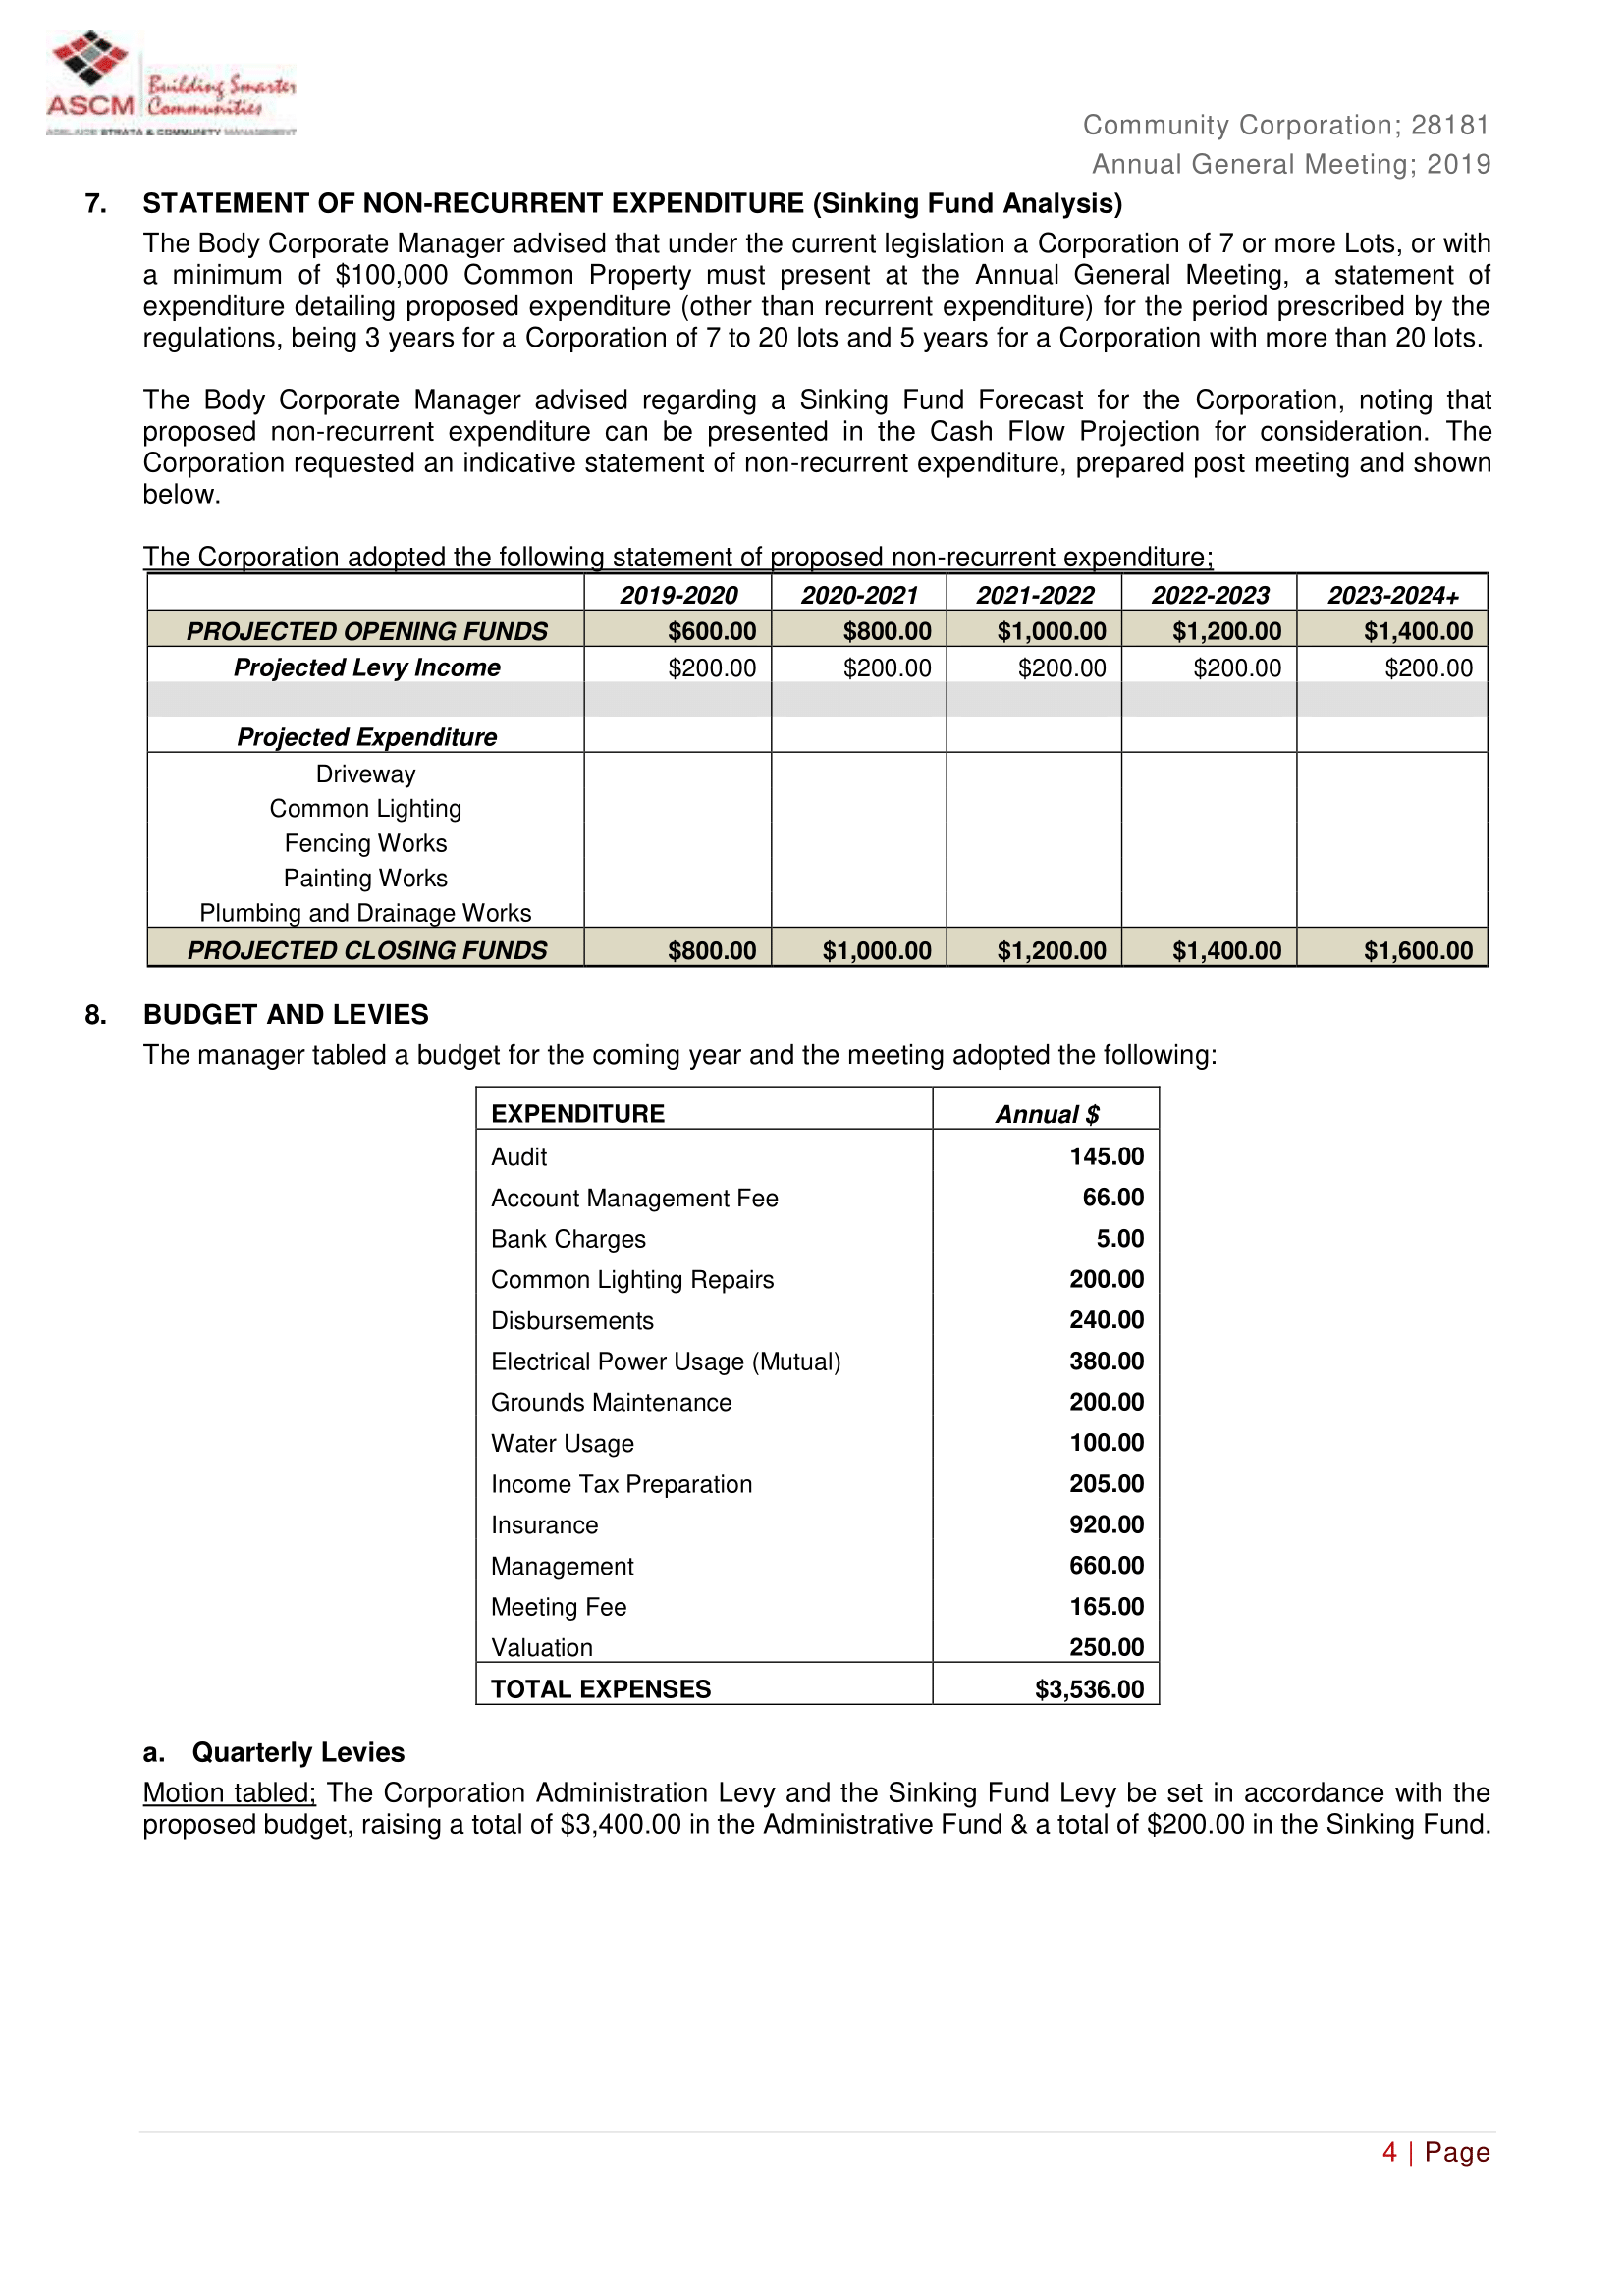 ASCM
Building Smarter
Communities
ADELAIDE STRATA & COMMUNITY MANAGEMENT
Community Corporation; 28181
Annual General Meeting; 2019
7. STATEMENT OF NON-RECURRENT EXPENDITURE (Sinking Fund Analysis)
The Body Corporate Manager advised that under the current legislation a Corporation of 7 or more Lots, or with
a minimum of $100,000 Common Property must present at the Annual General Meeting, a statement of
expenditure detailing proposed expenditure (other than recurrent expenditure) for the period prescribed by the
regulations, being 3 years for a Corporation of 7 to 20 lots and 5 years for a Corporation with more than 20 lots.
The Body Corporate Manager advised regarding a Sinking Fund Forecast for the Corporation, noting that
proposed non-recurrent expenditure can be presented in the Cash Flow Projection for consideration. The
Corporation requested an indicative statement of non-recurrent expenditure, prepared post meeting and shown
below.
The Corporation adopted the following statement of proposed non-recurrent expenditure;
2019-2020 2020-2021 2021-2022 2022-2023 2023-2024+
PROJECTED OPENING FUNDS $600.00 $800.00 $1,000.00 $1,200.00 $1,400.00
Projected Levy Income $200.00 $200.00 $200.00 $200.00 $200.00
Projected Expenditure
Driveway
Common Lighting
Fencing Works
Painting Works
Plumbing and Drainage Works
PROJECTED CLOSING FUNDS $800.00 $1,000.00 $1,200.00 $1,400.00 $1,600.00
8. BUDGET AND LEVIES
The manager tabled a budget for the coming year and the meeting adopted the following:
EXPENDITURE Annual $
Audit 145.00
Account Management Fee 66.00
Bank Charges 5.00
Common Lighting Repairs 200.00
Disbursements 240.00
Electrical Power Usage (Mutual) 380.00
Grounds Maintenance 200.00
Water Usage 100.00
Income Tax Preparation 205.00
Insurance 920.00
Management 660.00
Meeting Fee 165.00
Valuation 250.00
TOTAL EXPENSES $3,536.00
a. Quarterly Levies
Motion tabled; The Corporation Administration Levy and the Sinking Fund Levy be set in accordance with the
proposed budget, raising a total of $3,400.00 in the Administrative Fund & a total of $200.00 in the Sinking Fund.
4 | Page